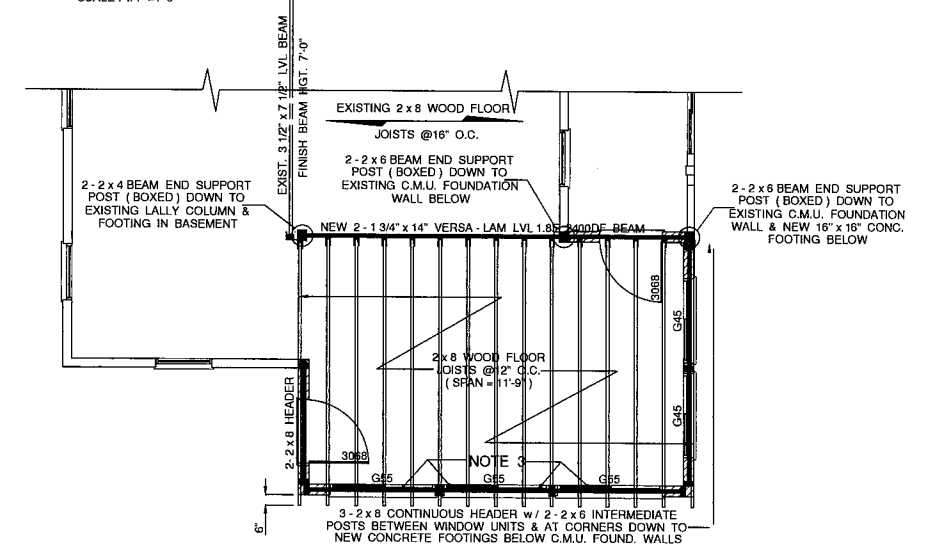 EXIST. 3 1/2" x 7 1/2" LVL BEAM
FINISH BEAM HGT. 7'-0"
EXISTING 2 x 8 WOOD FLOOR
JOISTS @16" O.C.
2 - 2 x 4 BEAM END SUPPORT
POST ( BOXED ) DOWN TO
EXISTING LALLY COLUMN &
FOOTING IN BASEMENT
2 - 2 x 6 BEAM END SUPPORT
POST ( BOXED ) DOWN TO
EXISTING C.M.U. FOUNDATION
WALL BELOW
2 - 2 x 6 BEAM END SUPPORT
POST ( BOXED ) DOWN TO
EXISTING C.M.U. FOUNDATION
WALL & NEW 16" x 16" CONC.
FOOTING BELOW
NEW 2 - 1 3/4" x 14" VERSA - LAM LVL BEAM
3068
G45
2 x 8 WOOD FLOOR
JOISTS @12" O.C.
( SPAN = 11'-9" )
G45
2- 2 x 8 HEADER
3068
NOTE 3
G55
G55
G55
6"
3 - 2 x 8 CONTINUOUS HEADER w/ 2 - 2 x 6 INTERMEDIATE
POSTS BETWEEN WINDOW UNITS & AT CORNERS DOWN TO
NEW CONCRETE FOOTINGS BELOW C.M.U. FOUND. WALLS